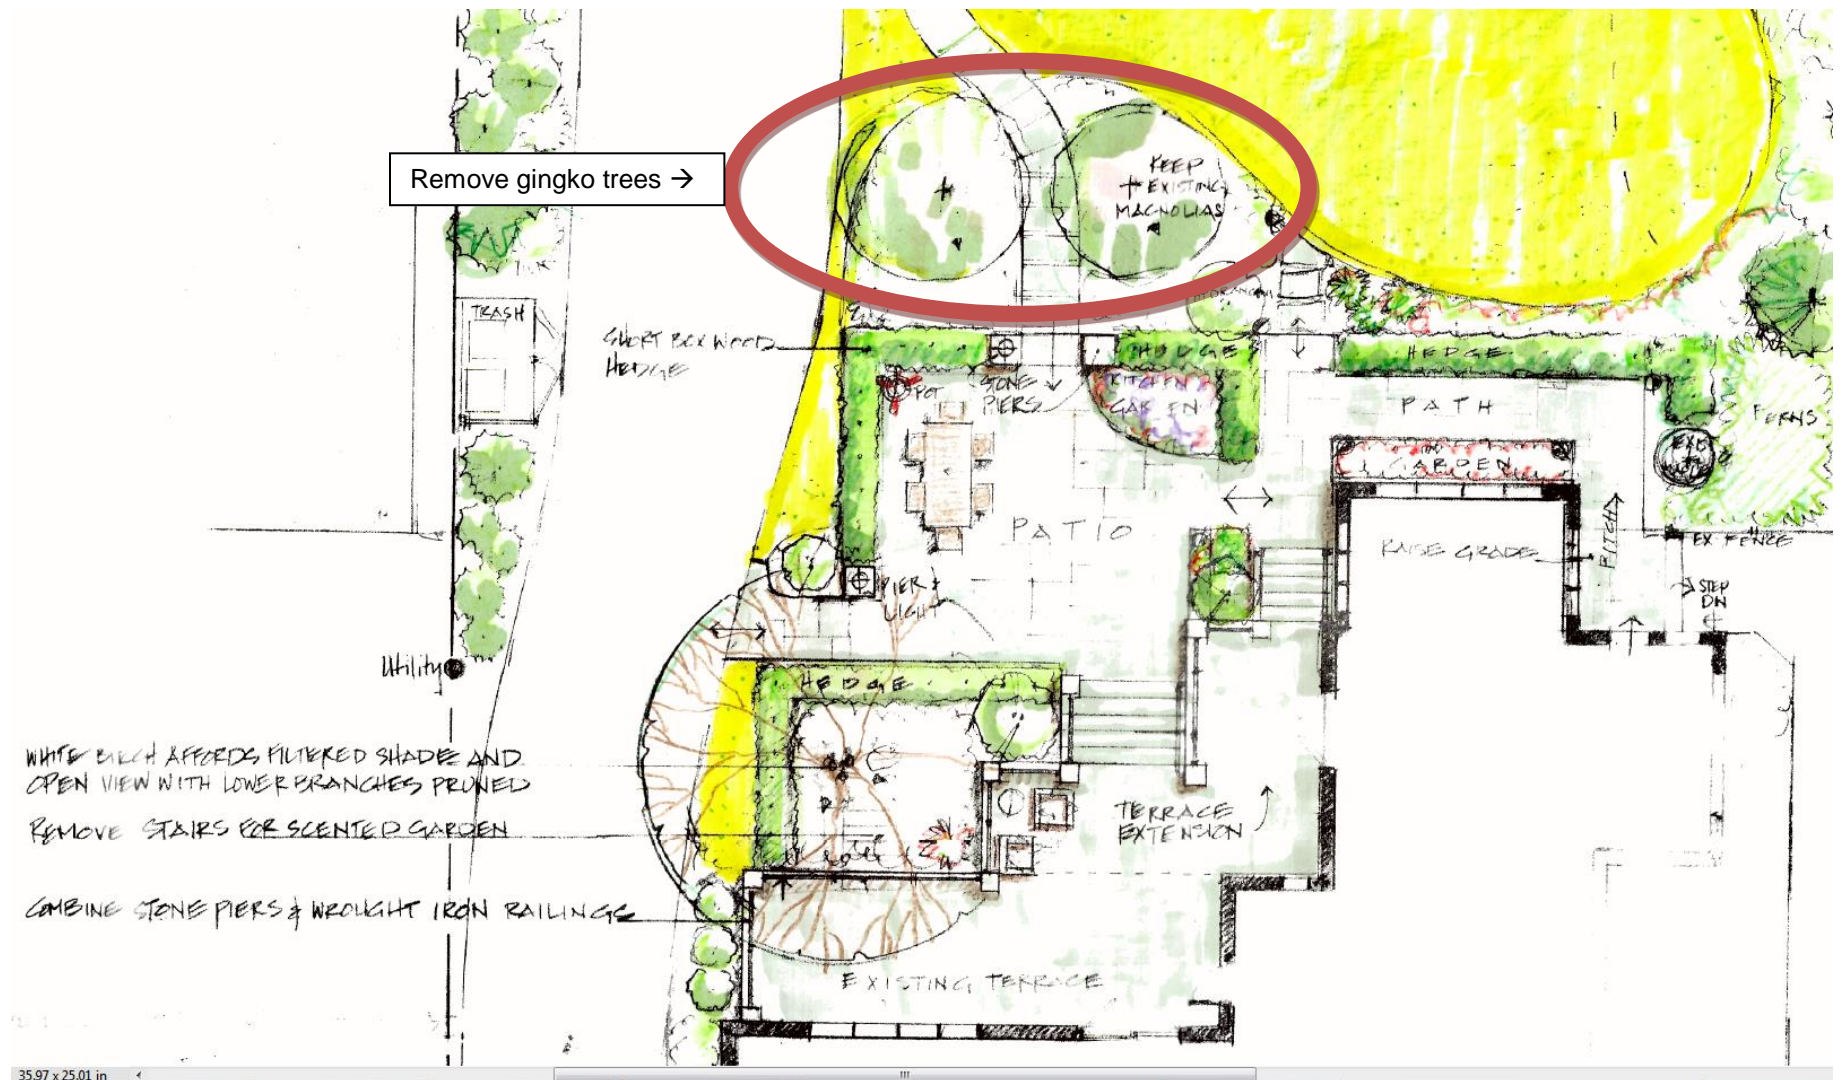 Remove gingko trees →
KEEP
EXISTING
MAGNOLIAS
TRASH
SHORT BOXWOOD
HEDGE
HEDGE
HEDGE
POT
STONE
PIERS
KITCHEN
GARDEN
PATH
FERNS
EXE
GARDEN
PATIO
RAISE GRADE
PITCH
EX FENCE
PIER &
LIGHT
STEP
DN
Utility
HEDGE
WHITE BIRCH AFFORDS FILTERED SHADE AND
OPEN VIEW WITH LOWER BRANCHES PRUNED
REMOVE STAIRS FOR SCENTED GARDEN
TERRACE
EXTENSION
COMBINE STONE PIERS & WROUGHT IRON RAILINGS
EXISTING TERRACE
35.97 x 25.01 in